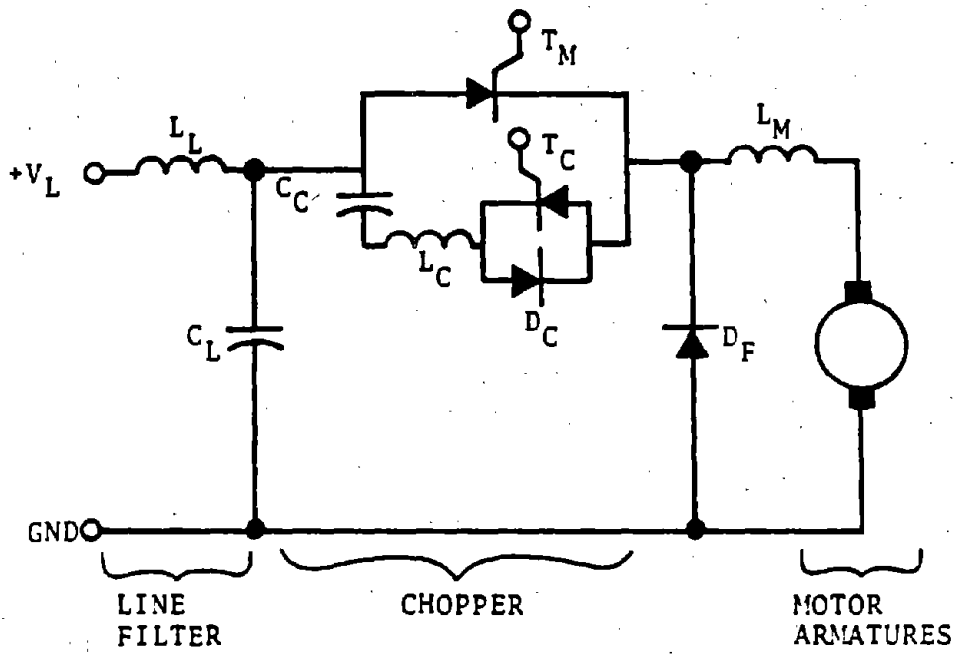 T_M
L_L
T_C
L_M
+V_L
C_C
L_C
D_C
C_L
D_F
GND
LINE
FILTER
CHOPPER
MOTOR
ARMATURES